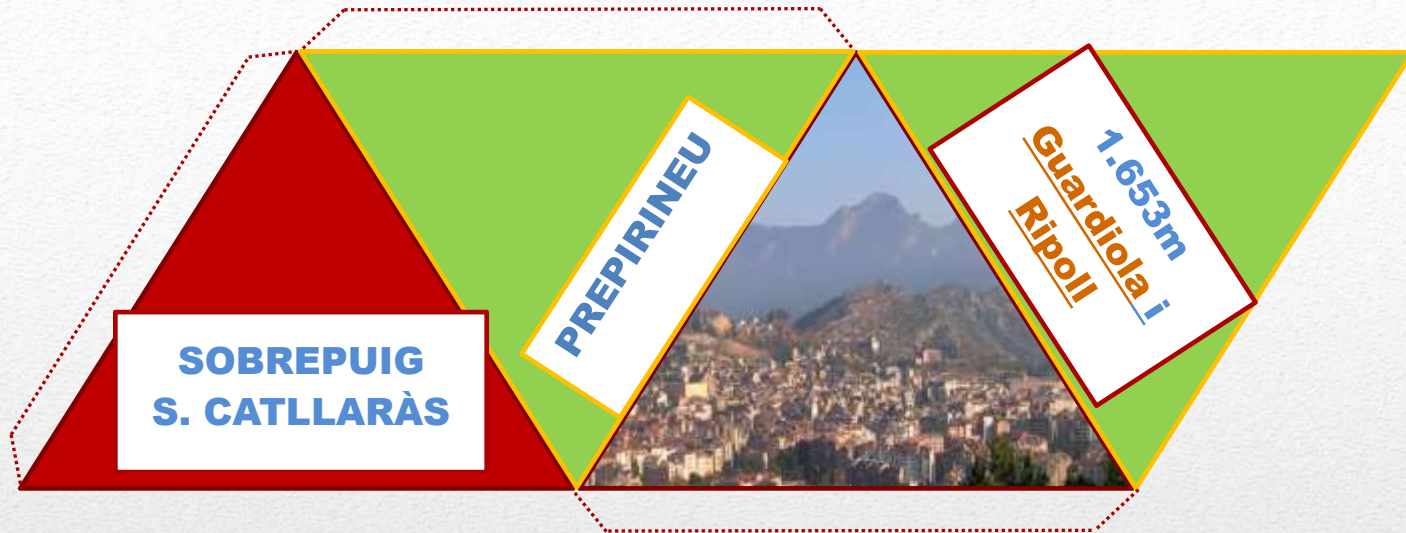 SOBREPUIG
S. CATLLARÀS
PREPIRINEU
1.653m
Guardiola i
Ripoll